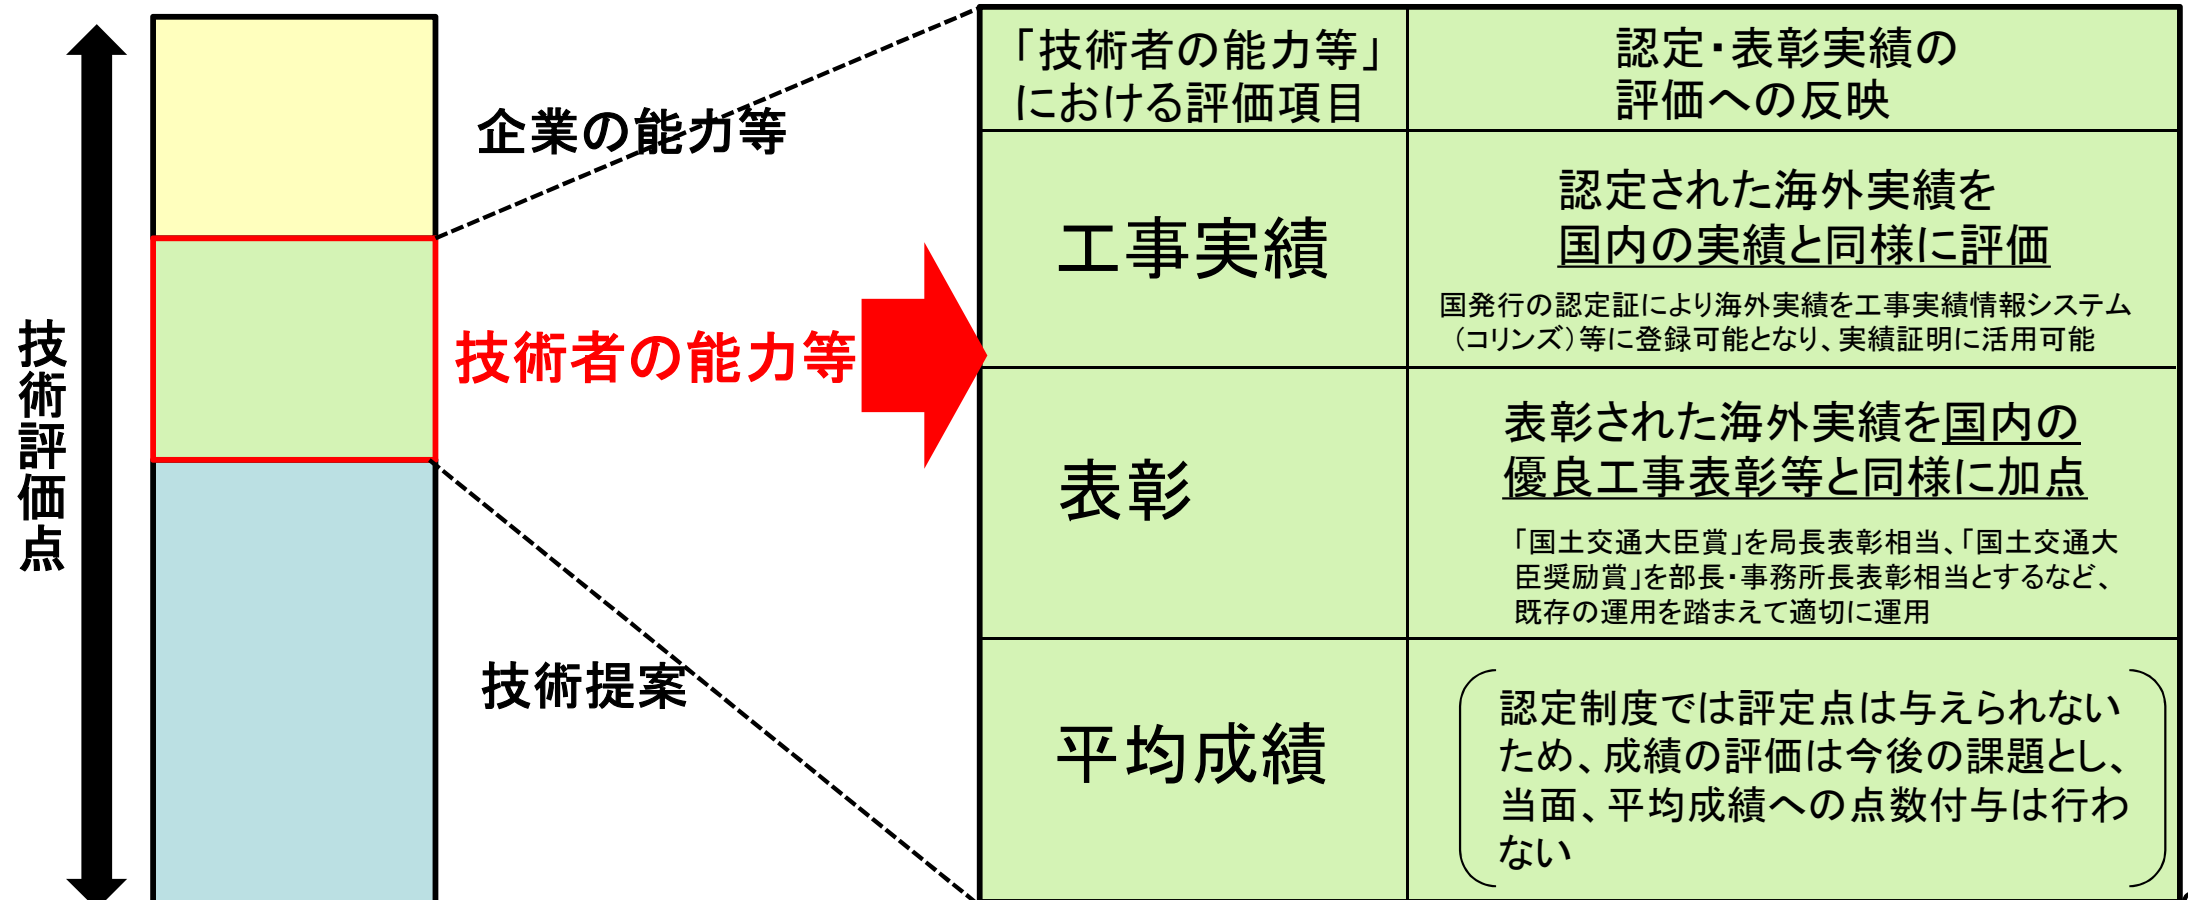 技術評価点
企業の能力等
技術者の能力等
技術提案
「技術者の能力等」
における評価項目
認定・表彰実績の
評価への反映
工事実績
認定された海外実績を
国内の実績と同様に評価
国発行の認定証により海外実績を工事実績情報システム
（コリンズ）等に登録可能となり、実績証明に活用可能
表彰
表彰された海外実績を国内の
優良工事表彰等と同様に加点
「国土交通大臣賞」を局長表彰相当、「国土交通大
臣奨励賞」を部長・事務所長表彰相当とするなど、
既存の運用を踏まえて適切に運用
平均成績
認定制度では評定点は与えられない
ため、成績の評価は今後の課題とし、
当面、平均成績への点数付与は行わ
ない